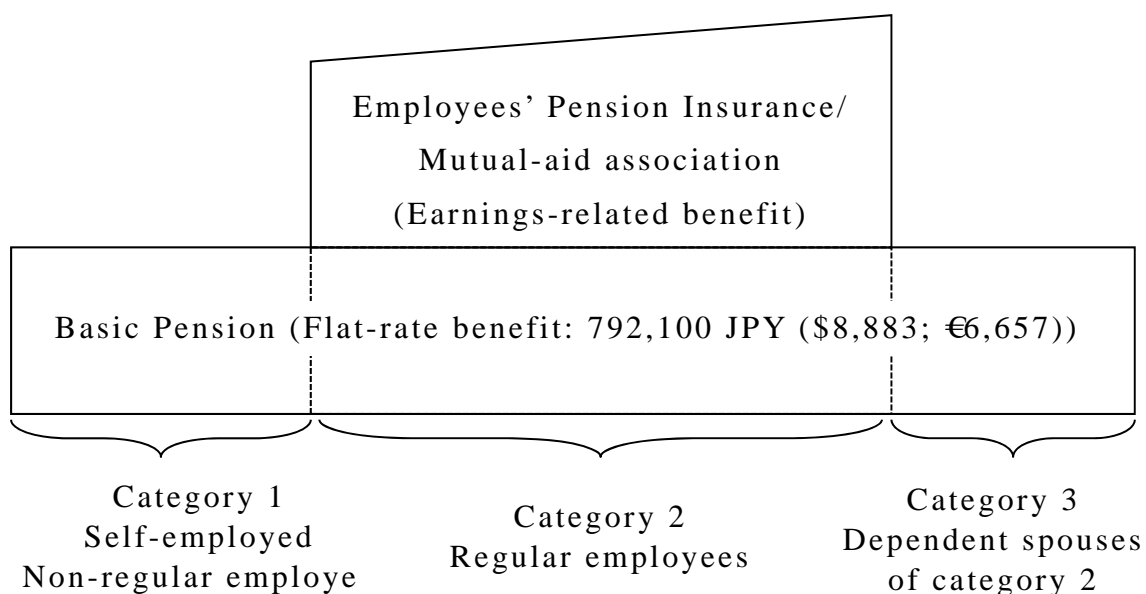 Employees’ Pension Insurance/
Mutual-aid association
(Earnings-related benefit)
Basic Pension (Flat-rate benefit: 792,100 JPY ($8,883; €6,657))
Category 1
Self-employed
Non-regular employe
Category 2
Regular employees
Category 3
Dependent spouses
of category 2